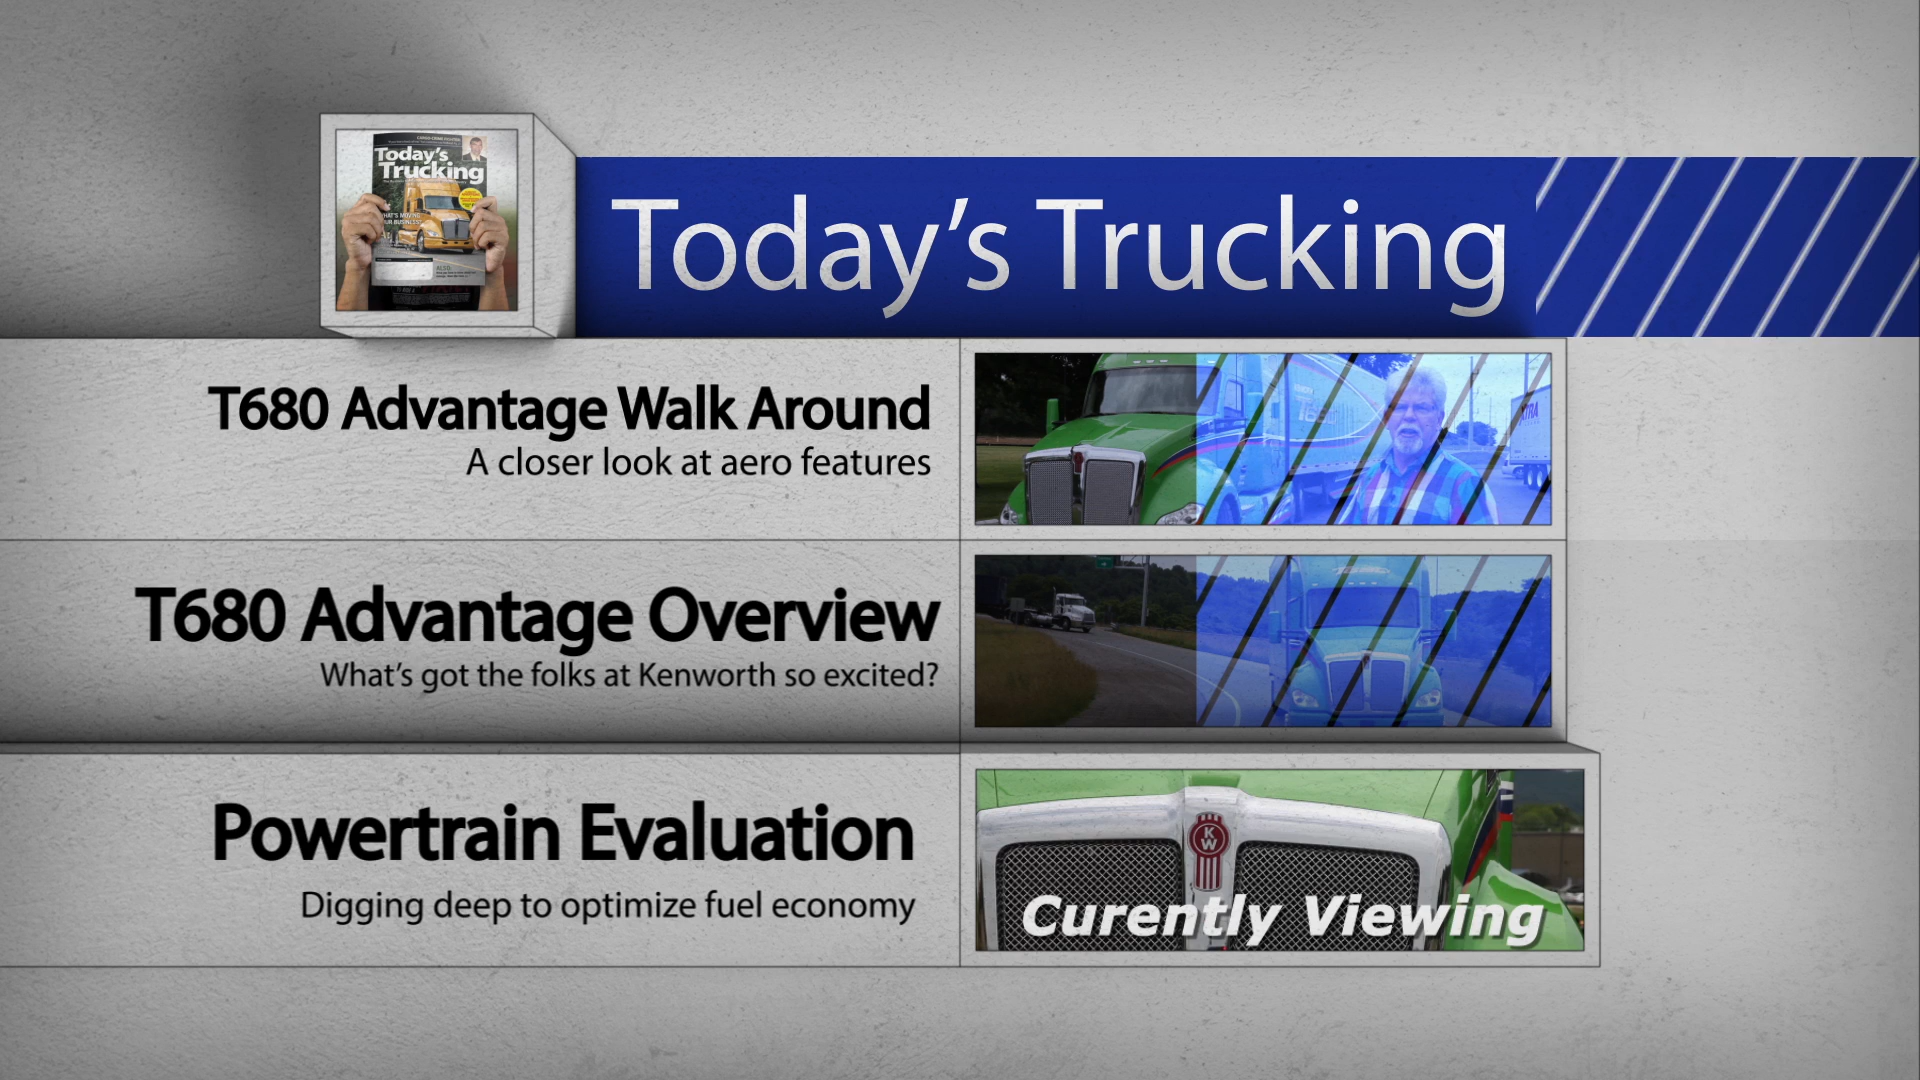 Today's
Trucking
Today's Trucking
T680 Advantage Walk Around
A closer look at aero features
T680 Advantage Overview
What's got the folks at Kenworth so excited?
Powertrain Evaluation
Digging deep to optimize fuel economy
KW
Curently Viewing